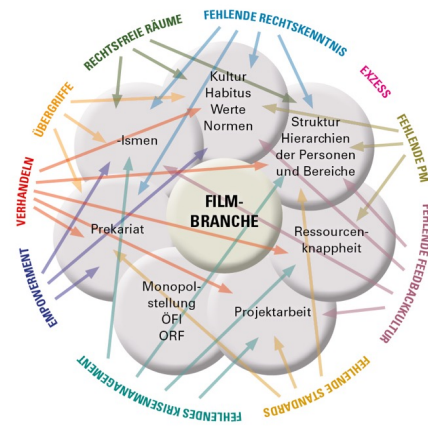 FEHLENDE RECHTSKENNTNIS
RECHTSFREIE RÄUME
EXZESS
ÜBERGRIFFE
FEHLENDE PM
VERHANDELN
FEHLENDE FEEDBACKKULTUR
EMPOWERMENT
FEHLENDES KRISENMANAGEMENT
FEHLENDE STANDARDS
Kultur
Habitus
Werte
Normen
-Ismen
Struktur
Hierarchien
der Personen
und Bereiche
FILM-
BRANCHE
Prekariat
Ressourcen-
knappheit
Monopol-
stellung
ÖFI
ORF
Projektarbeit